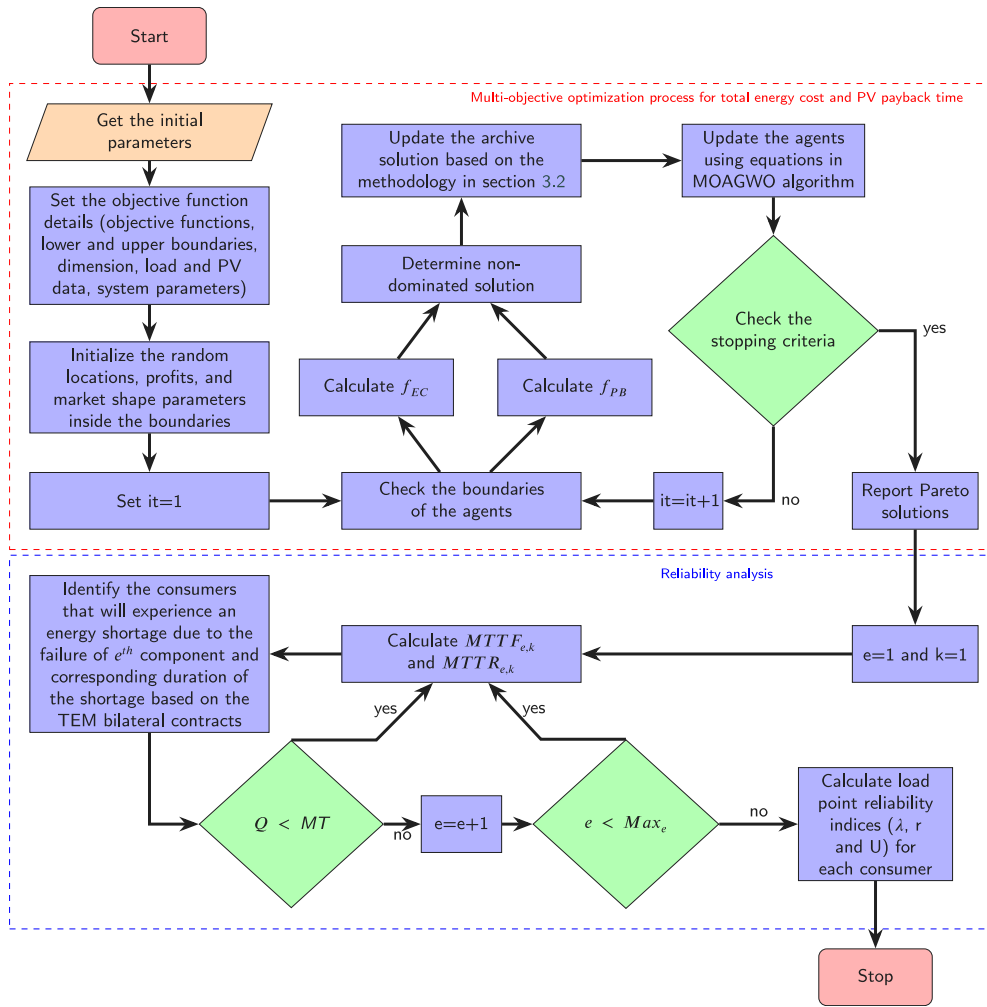 Start
Multi-objective optimization process for total energy cost and PV payback time
Get the initial
parameters
Set the objective function
details (objective functions,
lower and upper boundaries,
dimension, load and PV
data, system parameters)
Initialize the random
locations, profits, and
market shape parameters
inside the boundaries
Set it=1
Check the boundaries
of the agents
Calculate f_{EC}
Calculate f_{PB}
Determine non-
dominated solution
Update the archive
solution based on the
methodology in section 3.2
Update the agents
using equations in
MOAGWO algorithm
Check the
stopping criteria
no
it=it+1
yes
Report Pareto
solutions
Reliability analysis
e=1 and k=1
Calculate MTTF_{e,k}
and MTTR_{e,k}
Identify the consumers
that will experience an
energy shortage due to the
failure of e^{th} component and
corresponding duration of
the shortage based on the
TEM bilateral contracts
Q < MT
yes
no
e=e+1
e < Max_e
yes
no
Calculate load
point reliability
indices (λ, r
and U) for
each consumer
Stop